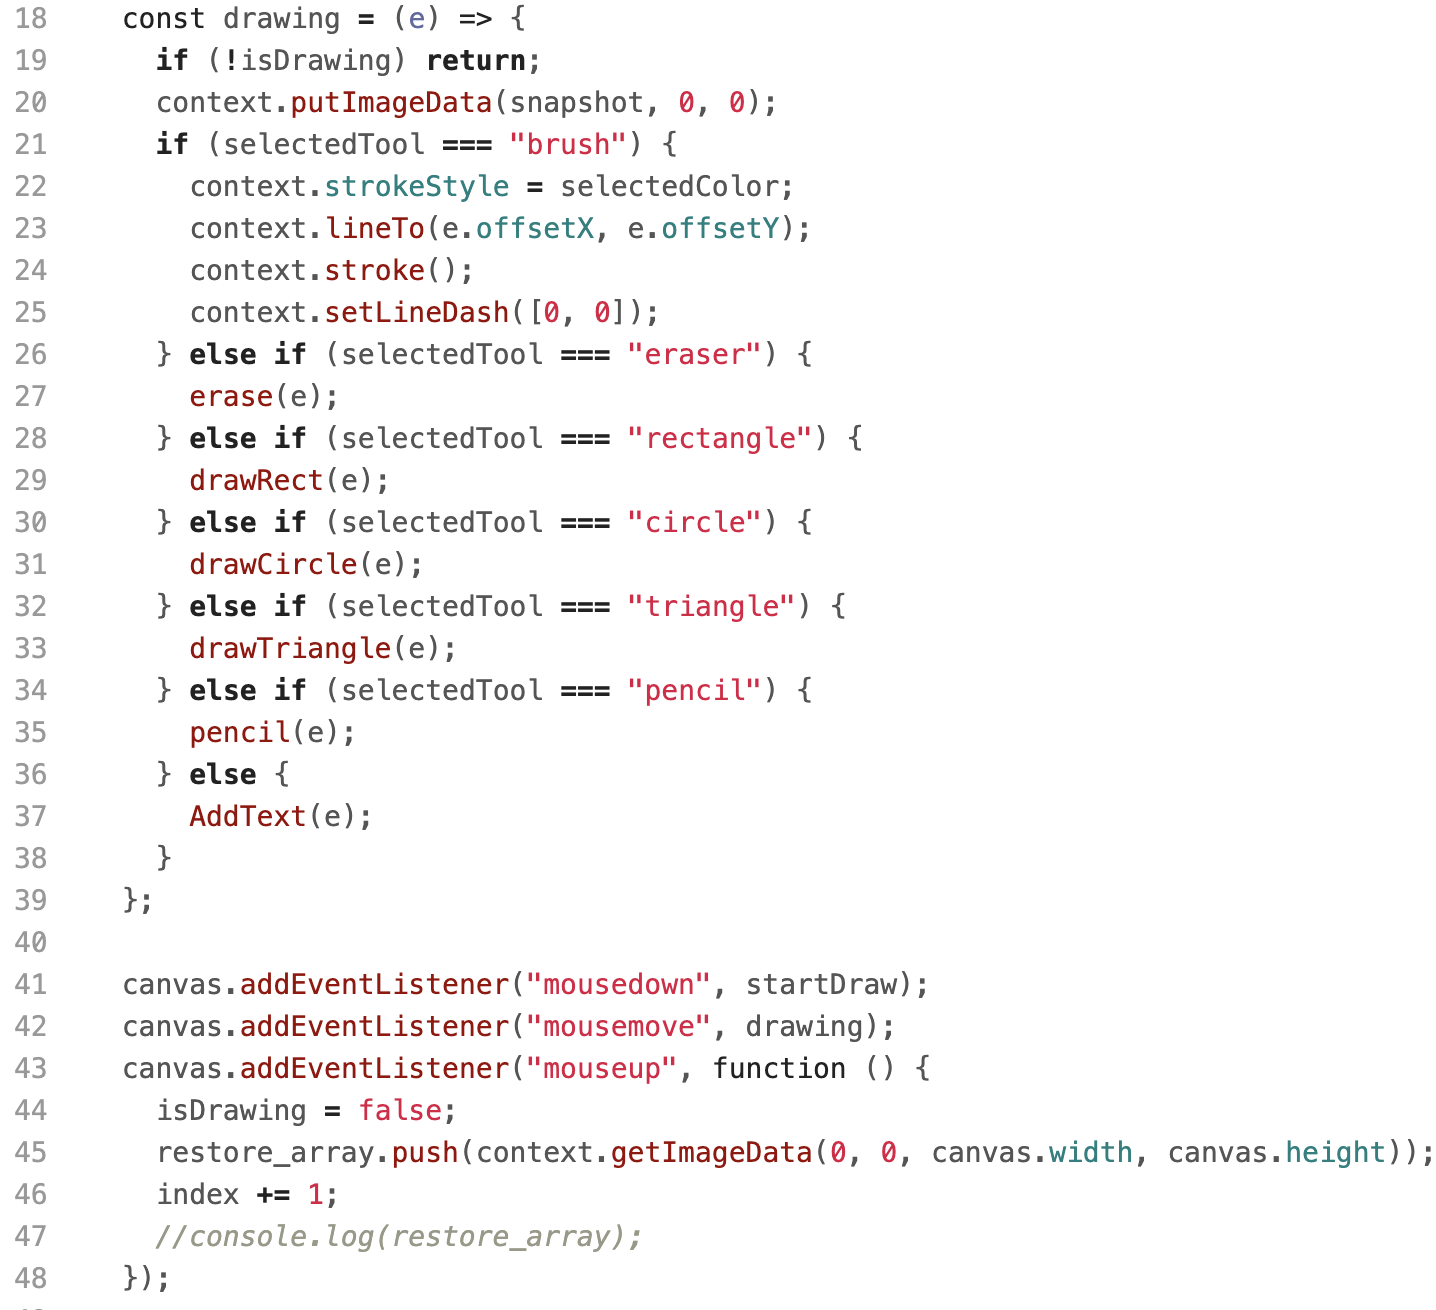 18 const drawing = (e) => {
19 if (!isDrawing) return;
20 context.putImageData(snapshot, 0, 0);
21 if (selectedTool === "brush") {
22 context.strokeStyle = selectedColor;
23 context.lineTo(e.offsetX, e.offsetY);
24 context.stroke();
25 context.setLineDash([0, 0]);
26 } else if (selectedTool === "eraser") {
27 erase(e);
28 } else if (selectedTool === "rectangle") {
29 drawRect(e);
30 } else if (selectedTool === "circle") {
31 drawCircle(e);
32 } else if (selectedTool === "triangle") {
33 drawTriangle(e);
34 } else if (selectedTool === "pencil") {
35 pencil(e);
36 } else {
37 AddText(e);
38 }
39 };
40
41 canvas.addEventListener("mousedown", startDraw);
42 canvas.addEventListener("mousemove", drawing);
43 canvas.addEventListener("mouseup", function () {
44 isDrawing = false;
45 restore_array.push(context.getImageData(0, 0, canvas.width, canvas.height));
46 index += 1;
47 //console.log(restore_array);
48 });